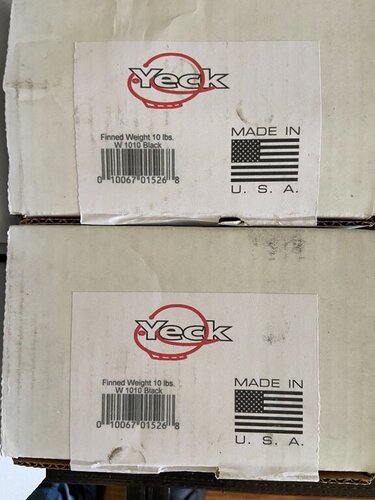 Yeck
Finned Weight 10 lbs.
W 1010 Black
0 10067 01526 8
MADE IN
U. S. A.
Yeck
Finned Weight 10 lbs.
W 1010 Black
0 10067 01526 8
MADE IN
U. S. A.